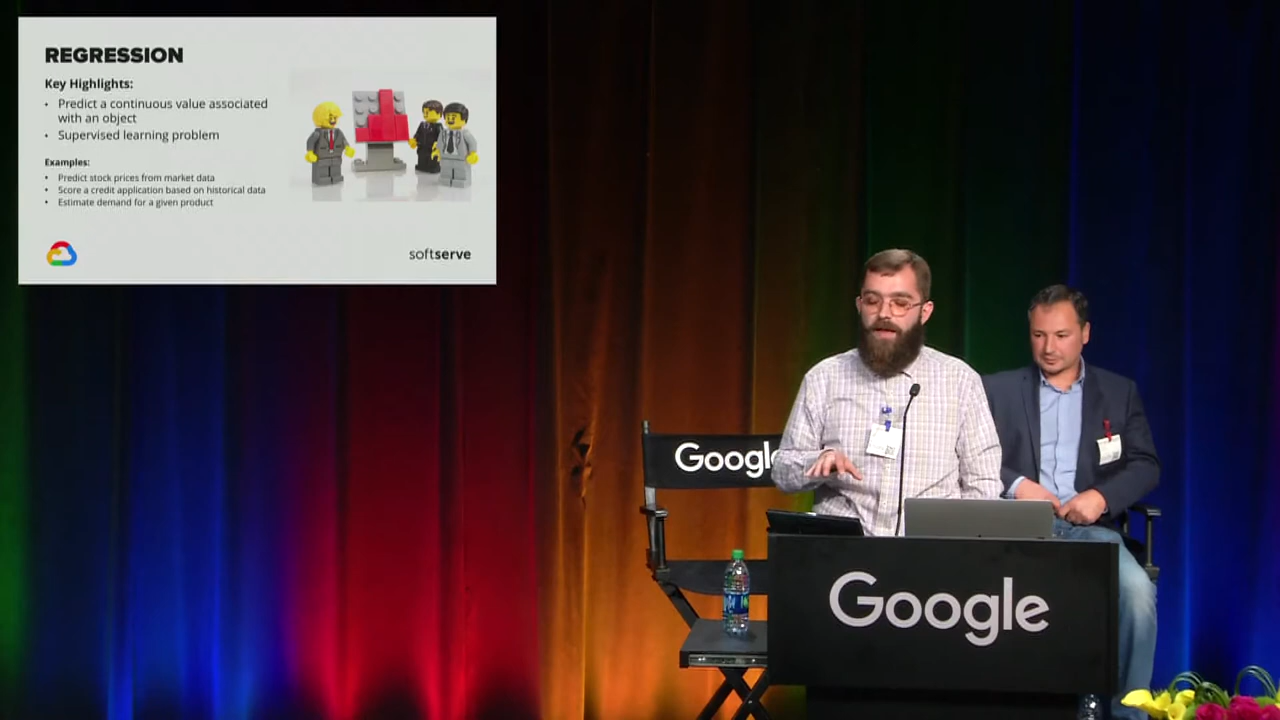 REGRESSION
Key Highlights:
• Predict a continuous value associated
with an object
• Supervised learning problem
Examples:
• Predict stock prices from market data
• Score a credit application based on historical data
• Estimate demand for a given product
softserve
Google
Google